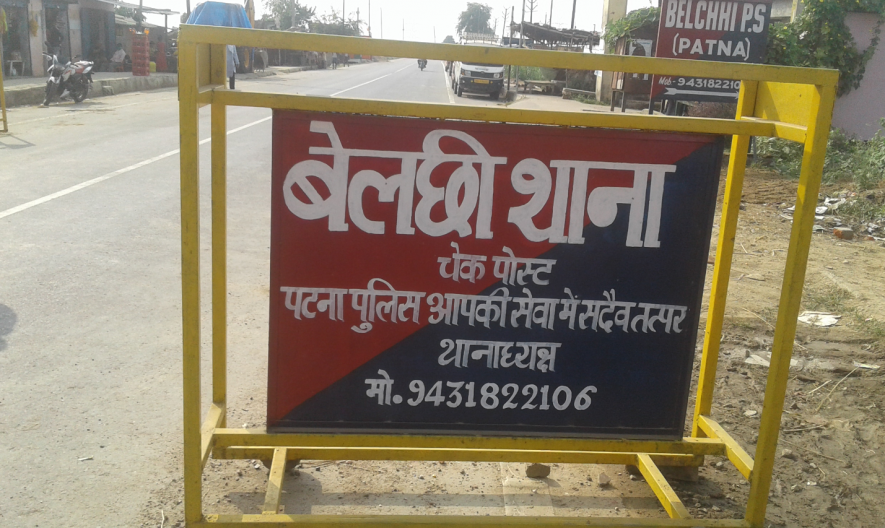 BELCHHI P.S
(PATNA)
Mob - 9431822106
बेलछी थाना
चेक पोस्ट
पटना पुलिस आपकी सेवा में सदैव तत्पर
थानाध्यक्ष
मो. 9431822106